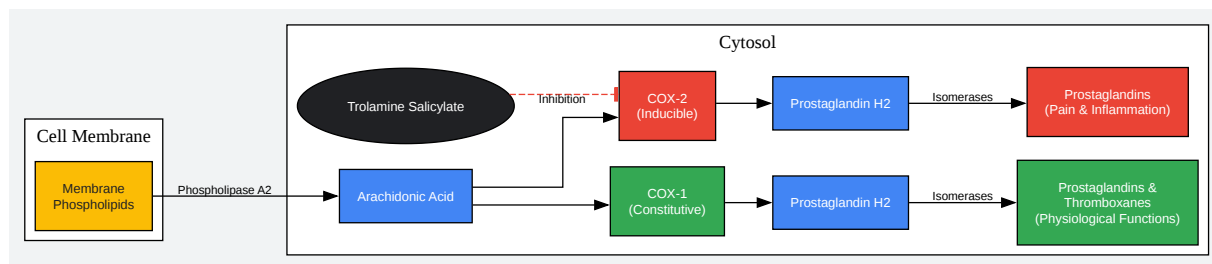 Cytosol
Trolamine Salicylate
Inhibition
COX-2
(Inducible)
Prostaglandin H2
Isomerases
Prostaglandins
(Pain & Inflammation)
Cell Membrane
Membrane
Phospholipids
Phospholipase A2
Arachidonic Acid
COX-1
(Constitutive)
Prostaglandin H2
Isomerases
Prostaglandins &
Thromboxanes
(Physiological Functions)